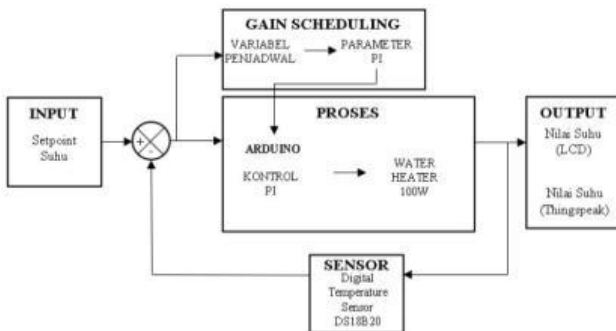 GAIN SCHEDULING
VARIABEL
PENJADWAL
PARAMETER
PI
INPUT
Setpoint
Suhu
+
-
PROSES
ARDUINO
KONTROL
PI
WATER
HEATER
100W
OUTPUT
Nilai Suhu
(LCD)
Nilai Suhu
(Thingspeak)
SENSOR
Digital
Temperature
Sensor
DS18B20